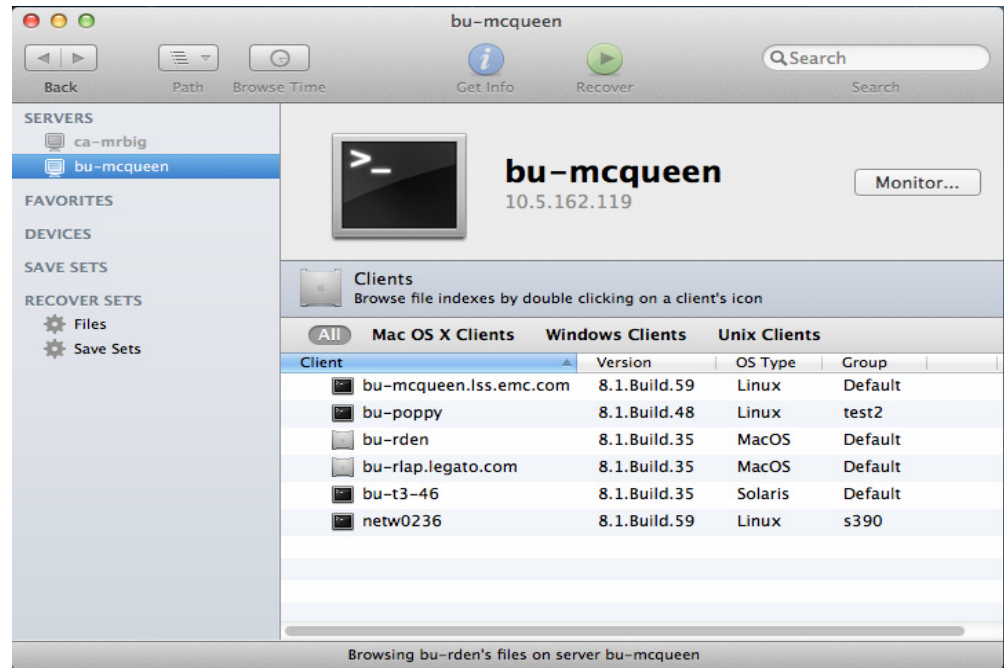 bu-mcqueen
Back Path Browse Time Get Info Recover Search
Search
SERVERS
ca-mrbig
bu-mcqueen
FAVORITES
DEVICES
SAVE SETS
RECOVER SETS
Files
Save Sets
>_
bu-mcqueen
10.5.162.119
Monitor...
Clients
Browse file indexes by double clicking on a client's icon
All Mac OS X Clients Windows Clients Unix Clients
Client Version OS Type Group
bu-mcqueen.lss.emc.com 8.1.Build.59 Linux Default
bu-poppy 8.1.Build.48 Linux test2
bu-rden 8.1.Build.35 MacOS Default
bu-rlap.legato.com 8.1.Build.35 MacOS Default
bu-t3-46 8.1.Build.35 Solaris Default
netw0236 8.1.Build.59 Linux s390
Browsing bu-rden's files on server bu-mcqueen